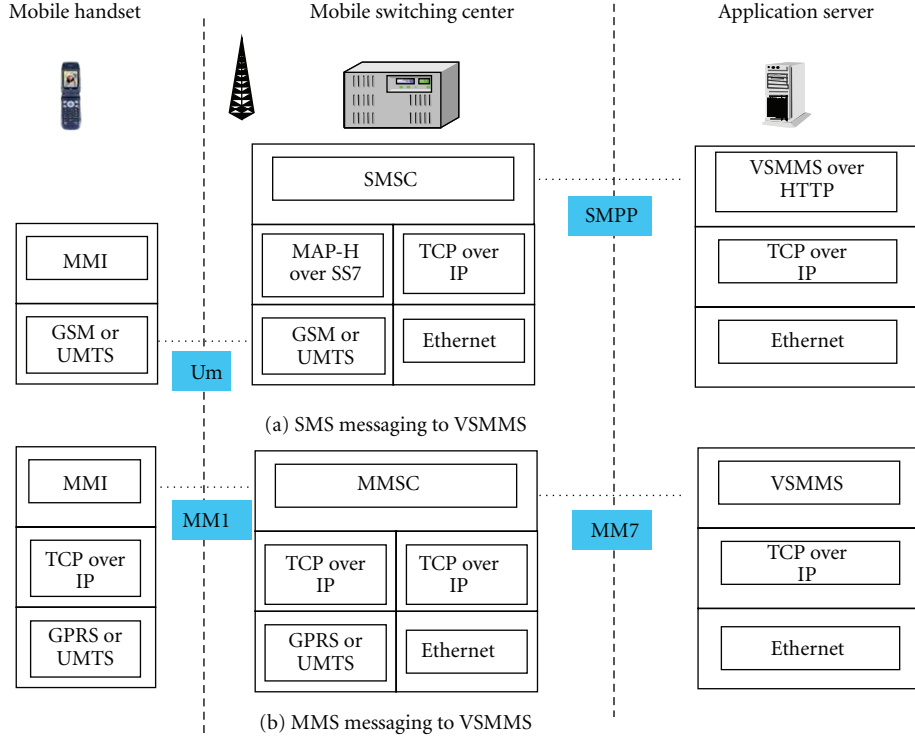 Mobile handset
Mobile switching center
Application server
SMSC
VSMMS over
HTTP
SMPP
MMI
MAP-H
over SS7
TCP over
IP
TCP over
IP
GSM or
UMTS
GSM or
UMTS
Ethernet
Ethernet
Um
(a) SMS messaging to VSMMS
MMI
MMSC
VSMMS
MM1
MM7
TCP over
IP
TCP over
IP
TCP over
IP
TCP over
IP
GPRS or
UMTS
GPRS or
UMTS
Ethernet
Ethernet
(b) MMS messaging to VSMMS